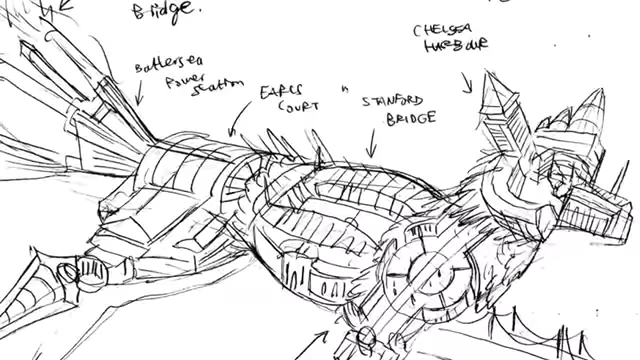 Bridge.
Battersea
Power
Station
EARLS
COURT
STANFORD
BRIDGE
CHELSEA
HARBOUR